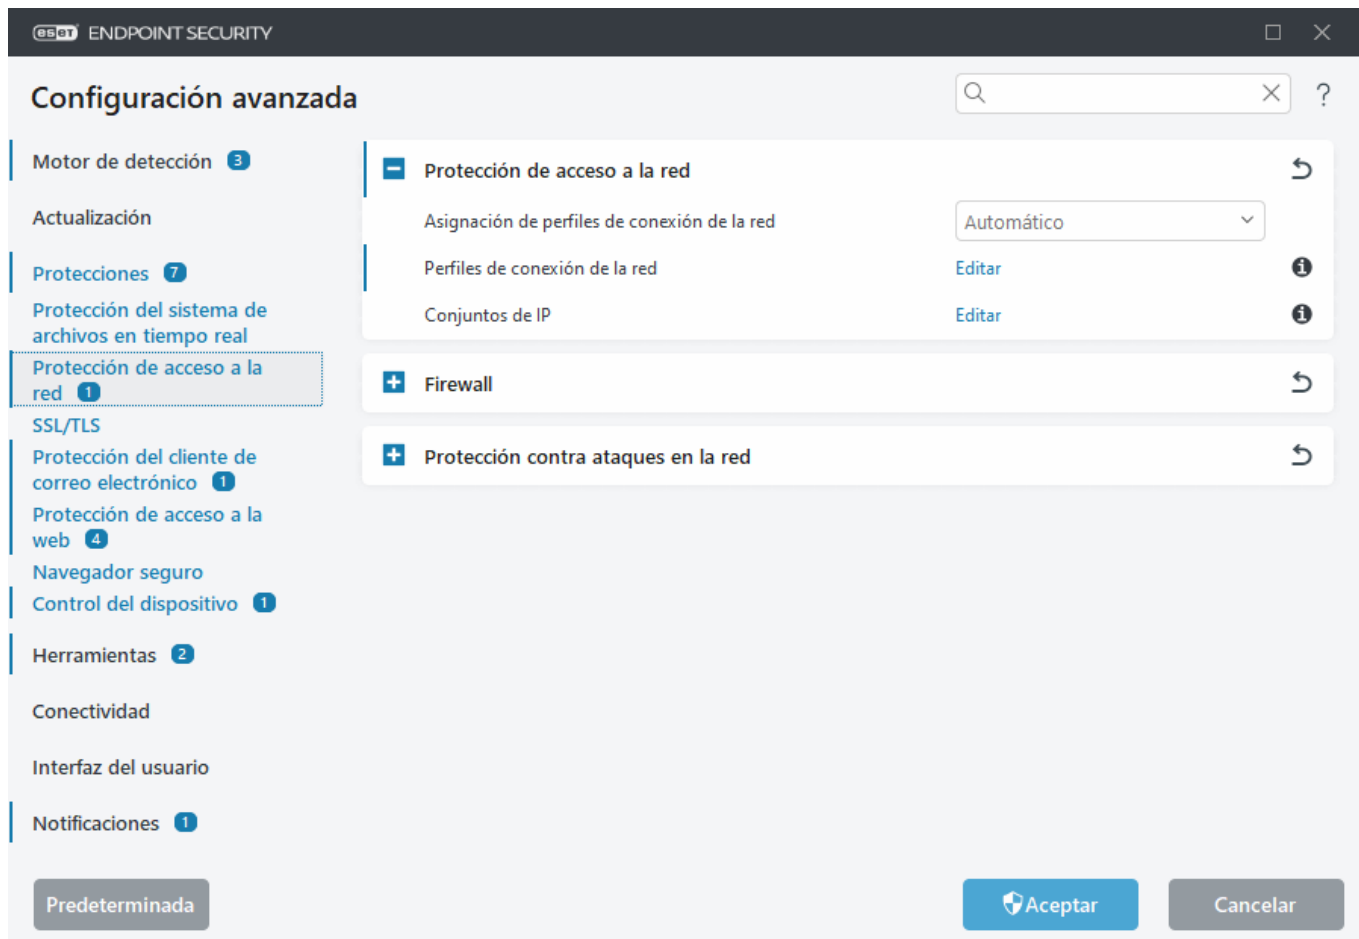 eset ENDPOINT SECURITY
Configuración avanzada
?
Motor de detección 3
Actualización
Protecciones 7
Protección del sistema de
archivos en tiempo real
Protección de acceso a la
red 1
SSL/TLS
Protección del cliente de
correo electrónico 1
Protección de acceso a la
web 4
Navegador seguro
Control del dispositivo 1
Herramientas 2
Conectividad
Interfaz del usuario
Notificaciones 1
Protección de acceso a la red
Asignación de perfiles de conexión de la red Automático
Perfiles de conexión de la red Editar
Conjuntos de IP Editar
Firewall
Protección contra ataques en la red
Predeterminada Aceptar Cancelar